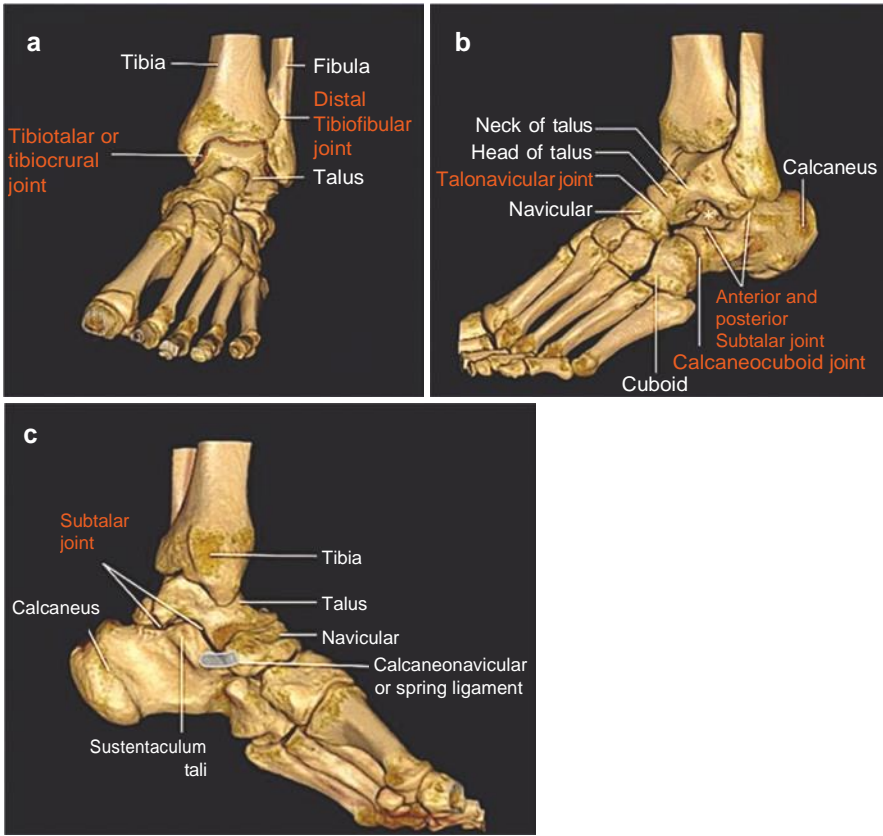 a
Tibia
Fibula
Distal
Tibiofibular
joint
Tibiotalar or
tibiocrural
joint
Talus
b
Neck of talus
Head of talus
Talonavicular joint
Navicular
Calcaneus
*
Anterior and
posterior
Subtalar joint
Calcaneocuboid joint
Cuboid
c
Subtalar
joint
Tibia
Calcaneus
Talus
Navicular
Calcaneonavicular
or spring ligament
Sustentaculum
tali